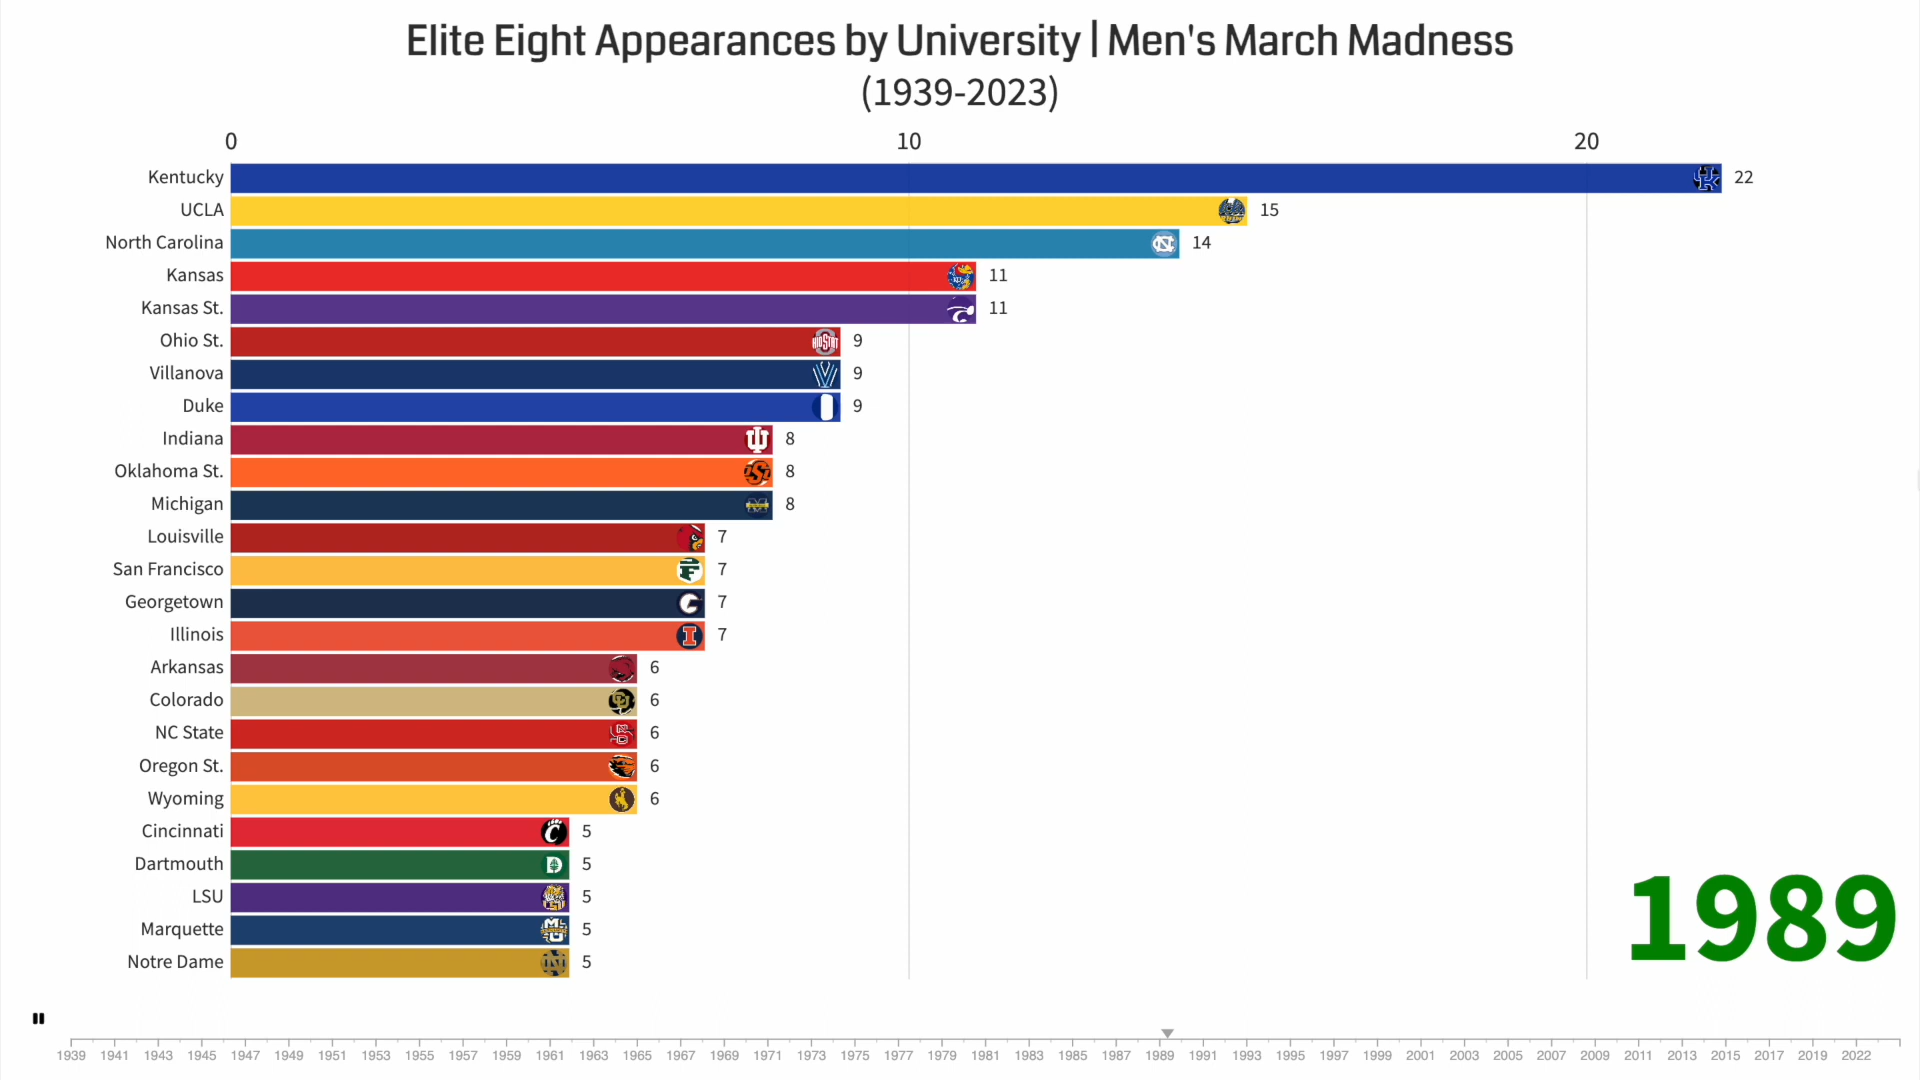 Elite Eight Appearances by University | Men's March Madness
(1939-2023)
0 10 20
Kentucky 22
UCLA 15
North Carolina 14
Kansas 11
Kansas St. 11
Ohio St. 9
Villanova 9
Duke 9
Indiana 8
Oklahoma St. 8
Michigan 8
Louisville 7
San Francisco 7
Georgetown 7
Illinois 7
Arkansas 6
Colorado 6
NC State 6
Oregon St. 6
Wyoming 6
Cincinnati 5
Dartmouth 5
LSU 5
Marquette 5
Notre Dame 5
1989
1939 1941 1943 1945 1947 1949 1951 1953 1955 1957 1959 1961 1963 1965 1967 1969 1971 1973 1975 1977 1979 1981 1983 1985 1987 1989 1991 1993 1995 1997 1999 2001 2003 2005 2007 2009 2011 2013 2015 2017 2019 2022